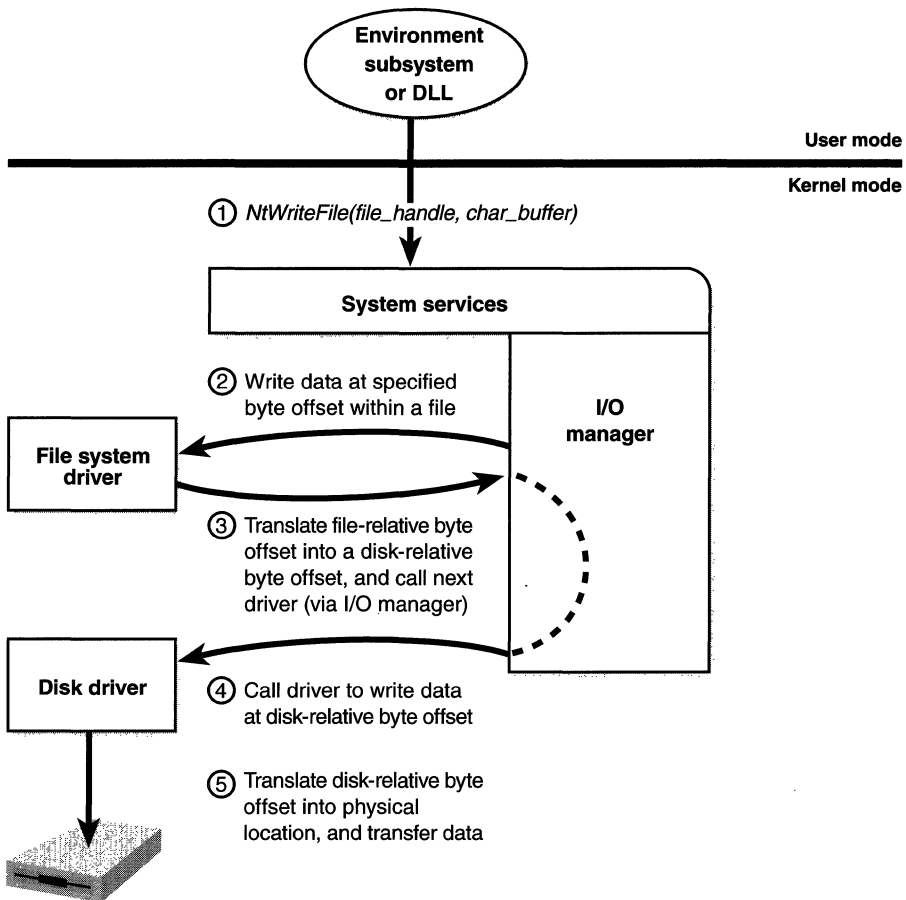 Environment
subsystem
or DLL
User mode
Kernel mode
① NtWriteFile(file_handle, char_buffer)
System services
② Write data at specified
byte offset within a file
I/O
manager
File system
driver
③ Translate file-relative byte
offset into a disk-relative
byte offset, and call next
driver (via I/O manager)
Disk driver
④ Call driver to write data
at disk-relative byte offset
⑤ Translate disk-relative byte
offset into physical
location, and transfer data